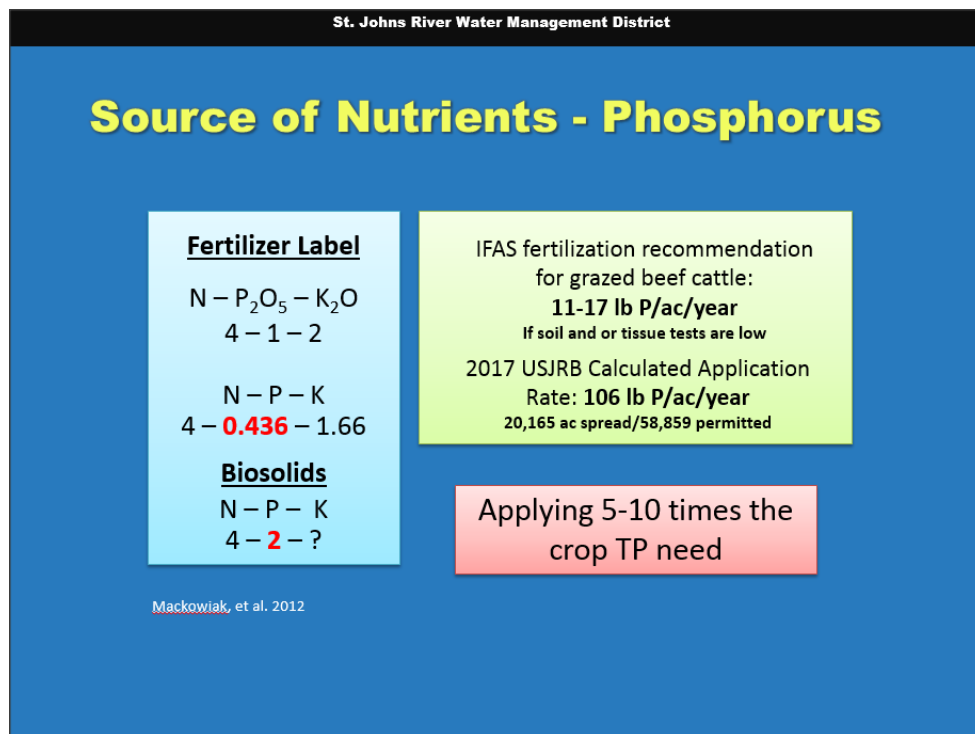 St. Johns River Water Management District
Source of Nutrients - Phosphorus
Fertilizer Label
N – P₂O₅ – K₂O
4 – 1 – 2
N – P – K
4 – 0.436 – 1.66
Biosolids
N – P – K
4 – 2 – ?
IFAS fertilization recommendation
for grazed beef cattle:
11-17 lb P/ac/year
If soil and or tissue tests are low
2017 USJRB Calculated Application
Rate: 106 lb P/ac/year
20,165 ac spread/58,859 permitted
Applying 5-10 times the
crop TP need
Mackowiak, et al. 2012